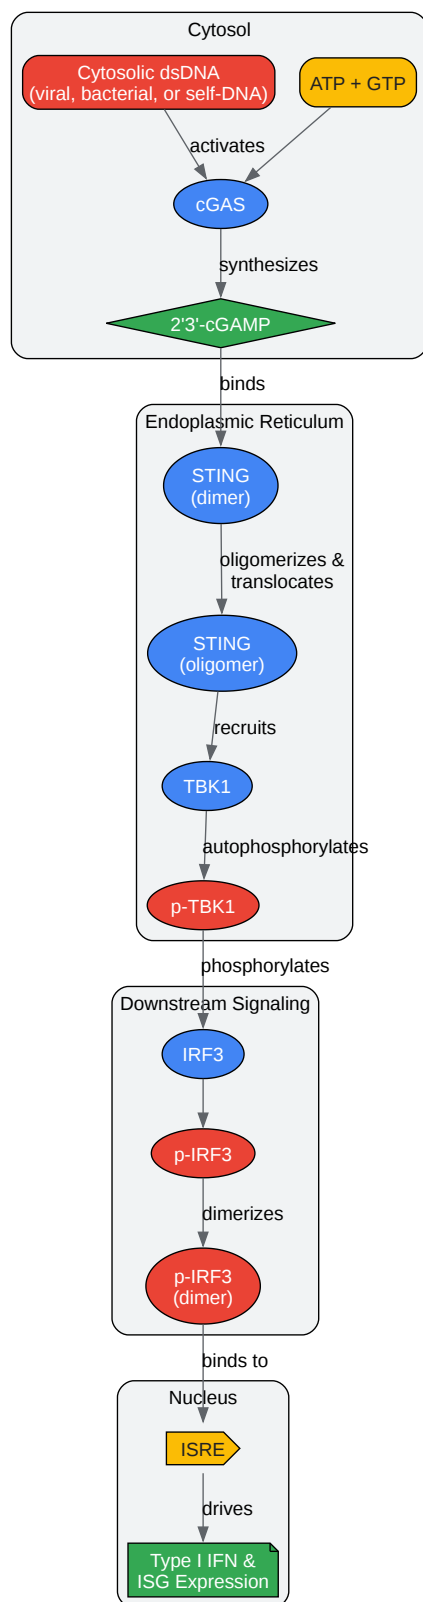 Cytosol
Cytosolic dsDNA
(viral, bacterial, or self-DNA)
ATP + GTP
activates
cGAS
synthesizes
2'3'-cGAMP
binds
Endoplasmic Reticulum
STING
(dimer)
oligomerizes &
translocates
STING
(oligomer)
recruits
TBK1
autophosphorylates
p-TBK1
phosphorylates
Downstream Signaling
IRF3
p-IRF3
dimerizes
p-IRF3
(dimer)
binds to
Nucleus
ISRE
drives
Type I IFN &
ISG Expression